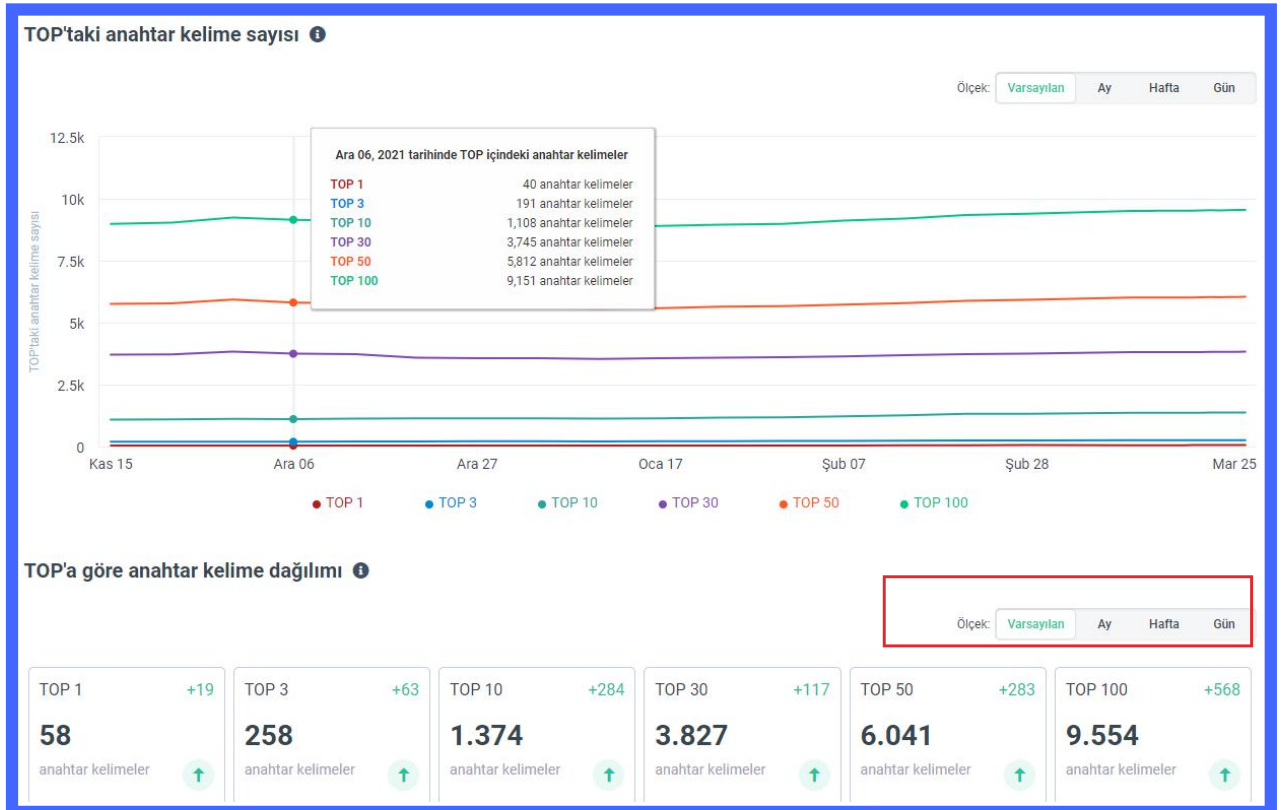 TOP'taki anahtar kelime sayısı
Ölçek: Varsayılan Ay Hafta Gün
TOP'taki anahtar kelime sayısı
12.5k
10k
7.5k
5k
2.5k
0
Ara 06, 2021 tarihinde TOP içindeki anahtar kelimeler
TOP 1 40 anahtar kelimeler
TOP 3 191 anahtar kelimeler
TOP 10 1,108 anahtar kelimeler
TOP 30 3,745 anahtar kelimeler
TOP 50 5,812 anahtar kelimeler
TOP 100 9,151 anahtar kelimeler
Kas 15 Ara 06 Ara 27 Oca 17 Şub 07 Şub 28 Mar 25
TOP 1 TOP 3 TOP 10 TOP 30 TOP 50 TOP 100
TOP'a göre anahtar kelime dağılımı
Ölçek: Varsayılan Ay Hafta Gün
TOP 1 +19 TOP 3 +63 TOP 10 +284 TOP 30 +117 TOP 50 +283 TOP 100 +568
58 258 1.374 3.827 6.041 9.554
anahtar kelimeler anahtar kelimeler anahtar kelimeler anahtar kelimeler anahtar kelimeler anahtar kelimeler